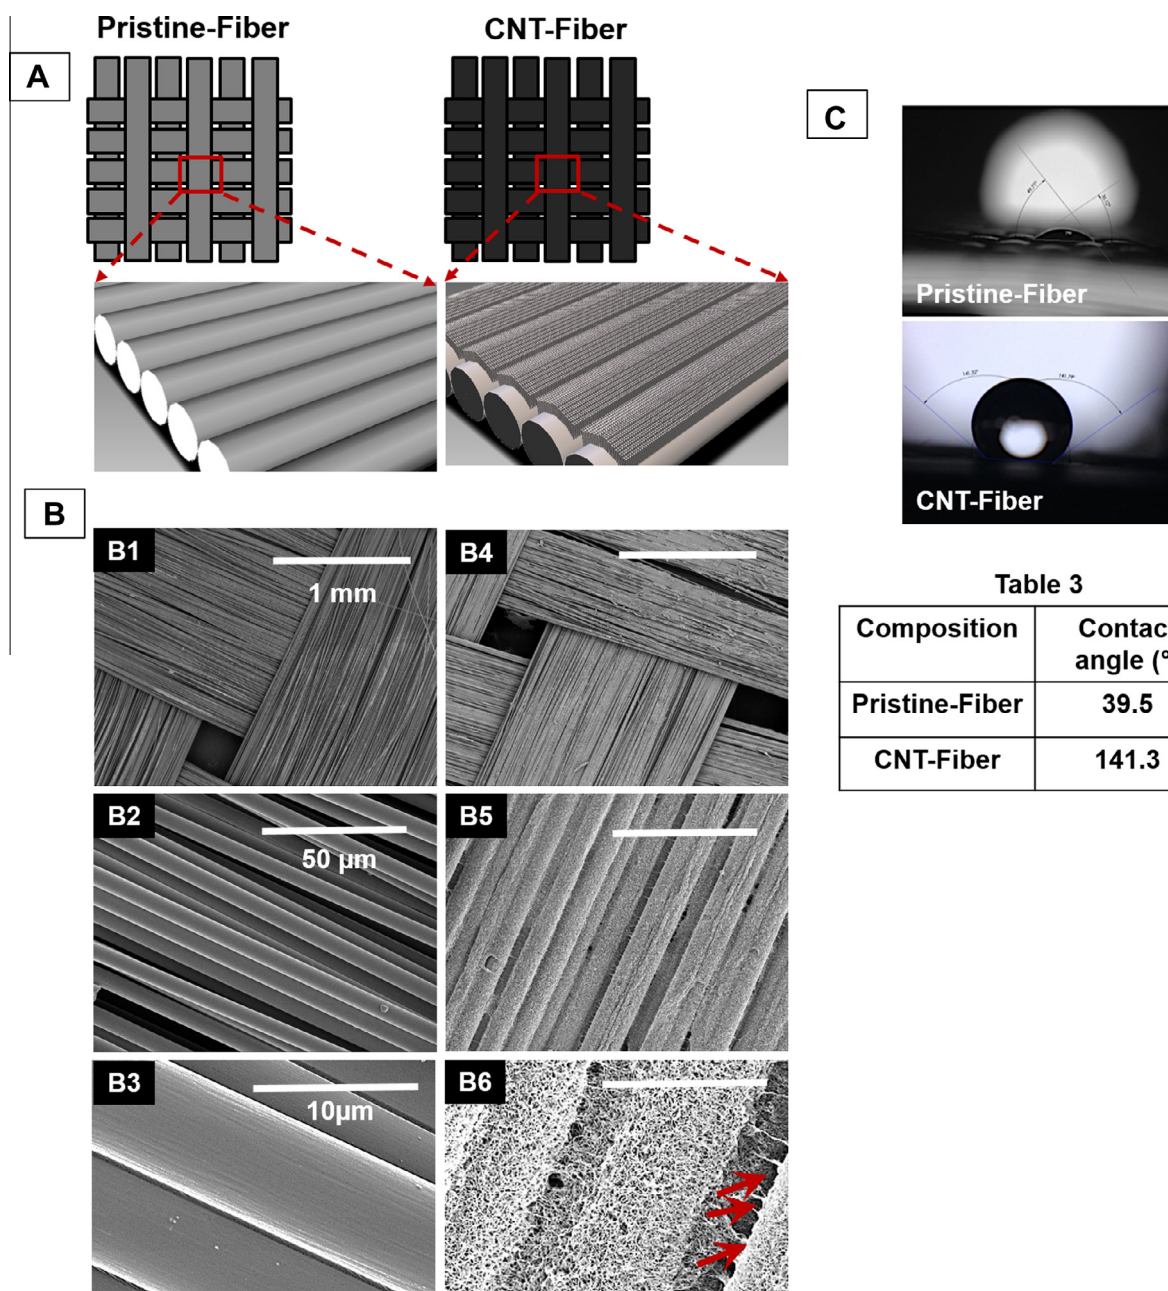 Pristine-Fiber
CNT-Fiber
A
C
Pristine-Fiber
CNT-Fiber
B
B1
1 mm
B4
B2
50 µm
B5
B3
10µm
B6
Table 3
Composition
Contac
angle (°
Pristine-Fiber
39.5
CNT-Fiber
141.3